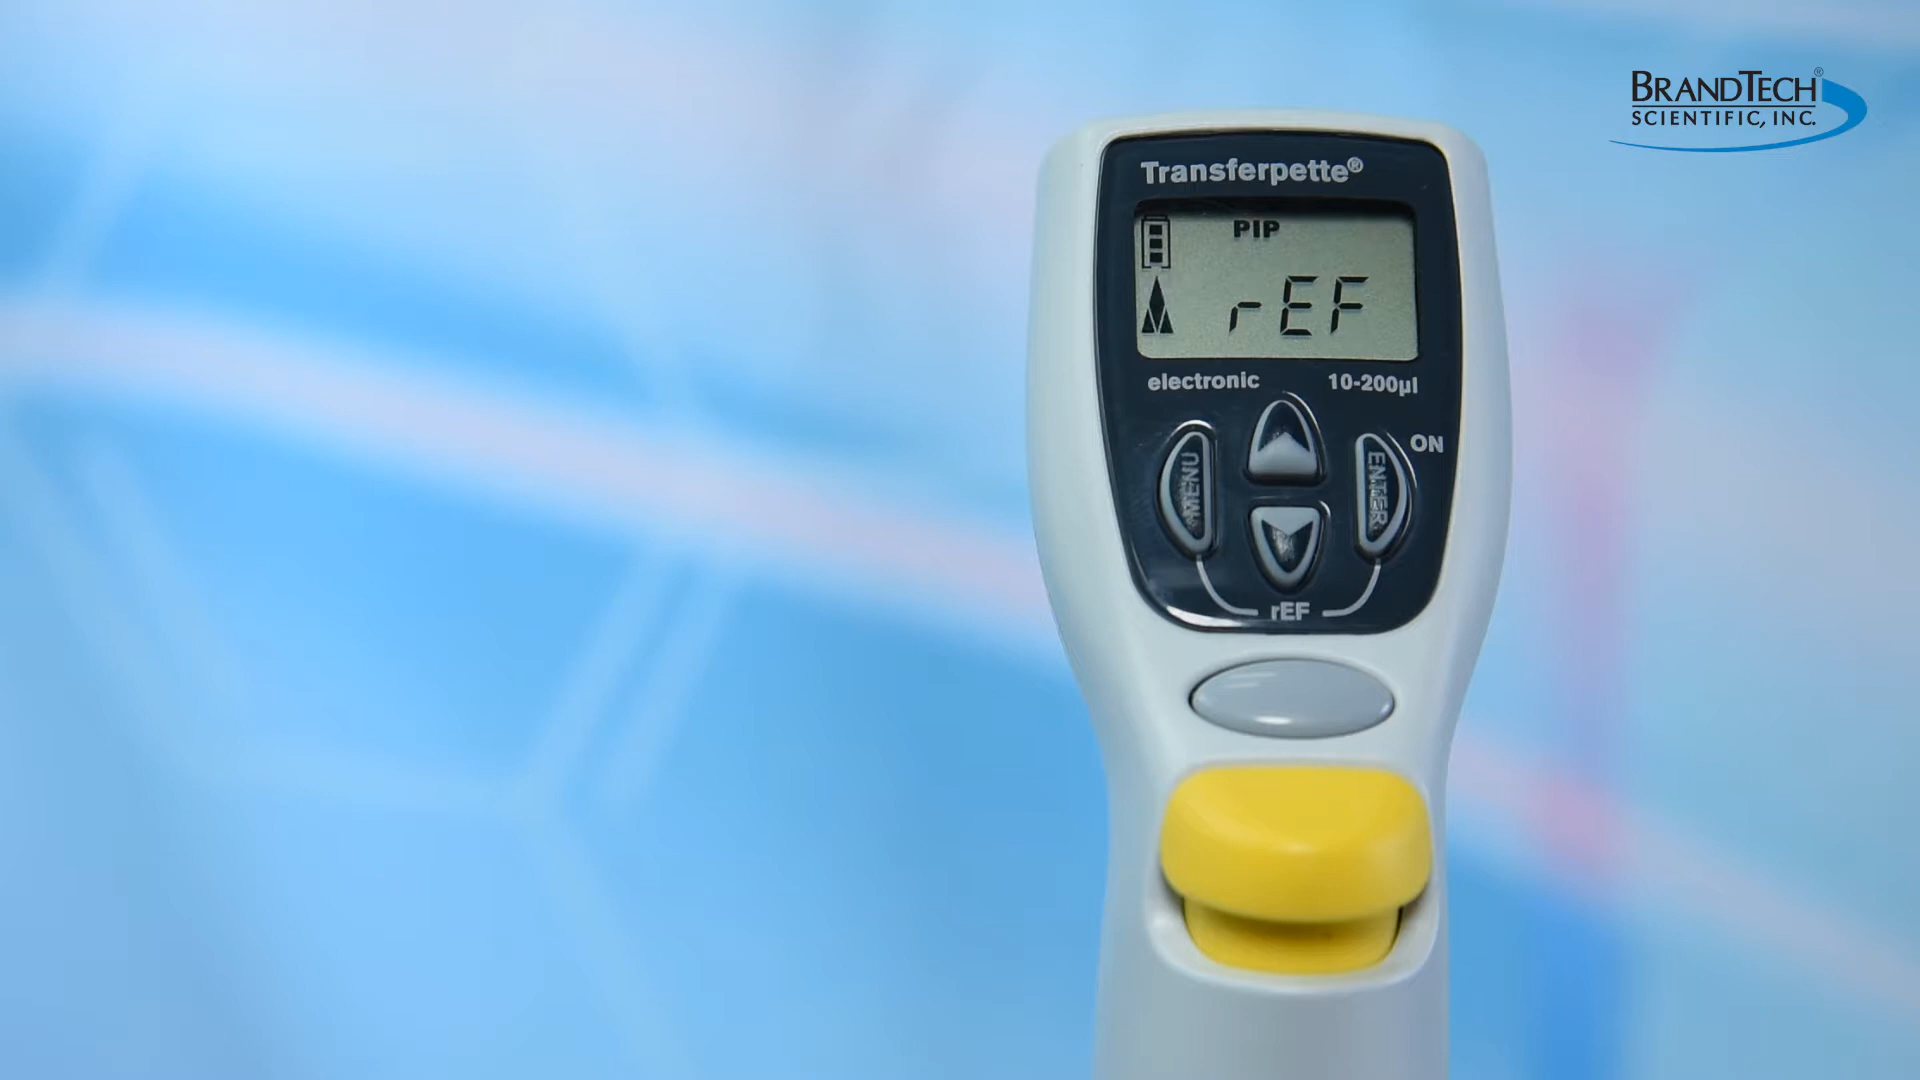 BRANDTECH®
SCIENTIFIC, INC.
Transferpette®
PIP
rEF
electronic 10-200µl
ON
MENU
ENTER
rEF